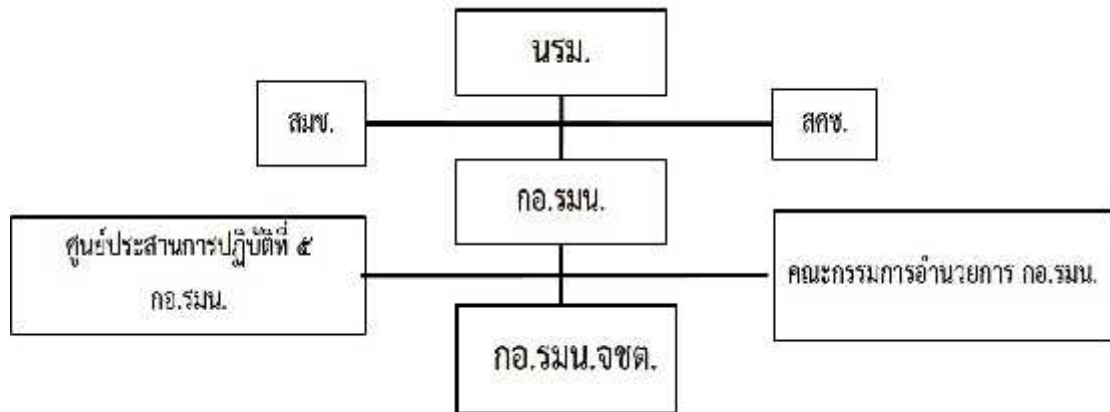 นรม.
สมช.
สศช.
กอ.รมน.
ศูนย์ประสานการปฏิบัติที่ ๕
กอ.รมน.
คณะกรรมการอำนวยการ กอ.รมน.
กอ.รมน.จชต.